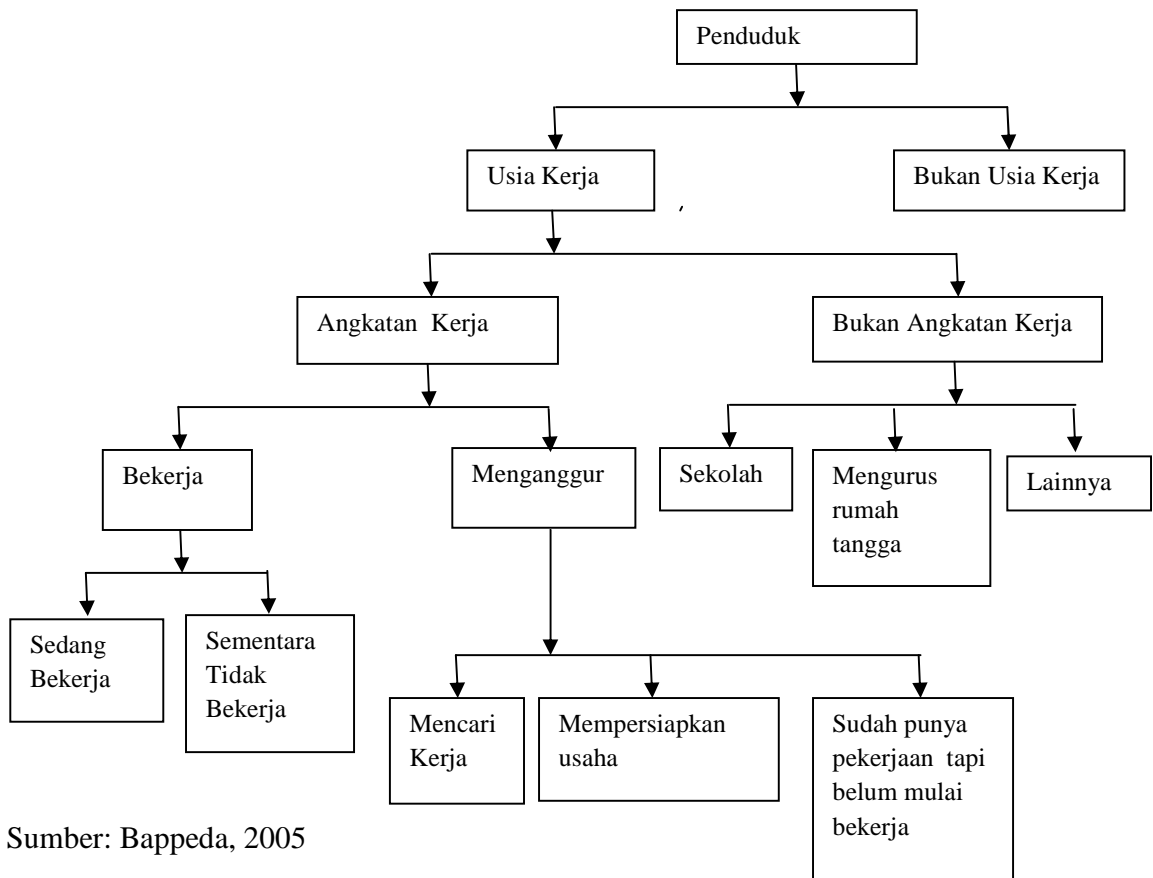 Penduduk
Usia Kerja
Bukan Usia Kerja
,
Angkatan Kerja
Bukan Angkatan Kerja
Bekerja
Menganggur
Sekolah
Mengurus
rumah
tangga
Lainnya
Sedang
Bekerja
Sementara
Tidak
Bekerja
Mencari
Kerja
Mempersiapkan
usaha
Sudah punya
pekerjaan tapi
belum mulai
bekerja
Sumber: Bappeda, 2005